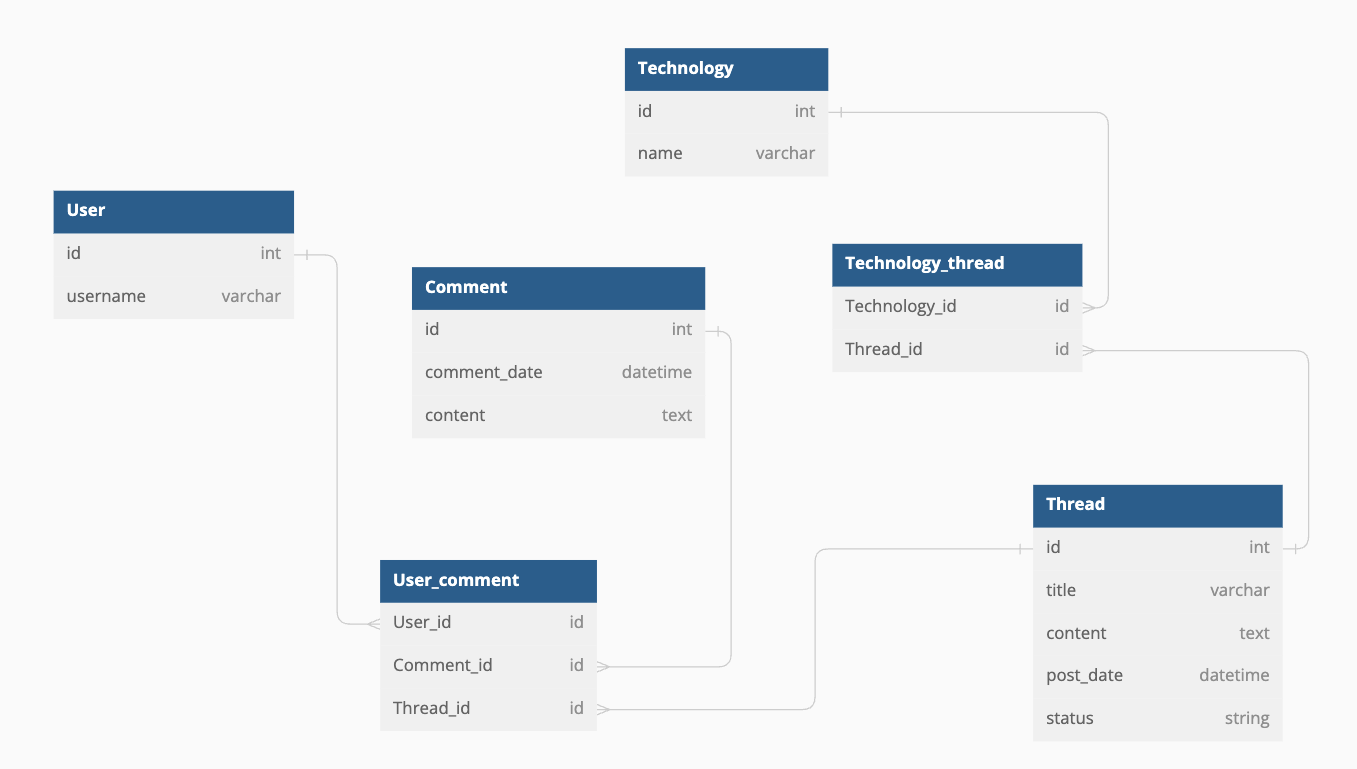 Technology
id int
name varchar
User
id int
username varchar
Comment
id int
comment_date datetime
content text
Technology_thread
Technology_id id
Thread_id id
User_comment
User_id id
Comment_id id
Thread_id id
Thread
id int
title varchar
content text
post_date datetime
status string